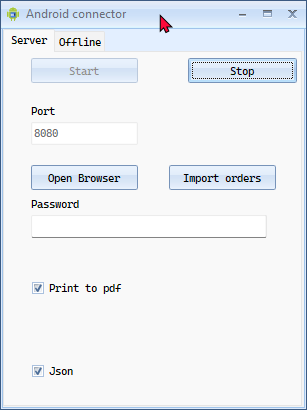 Android connector
Server Offline
Start Stop
Port
8080
Open Browser Import orders
Password
Print to pdf
Json